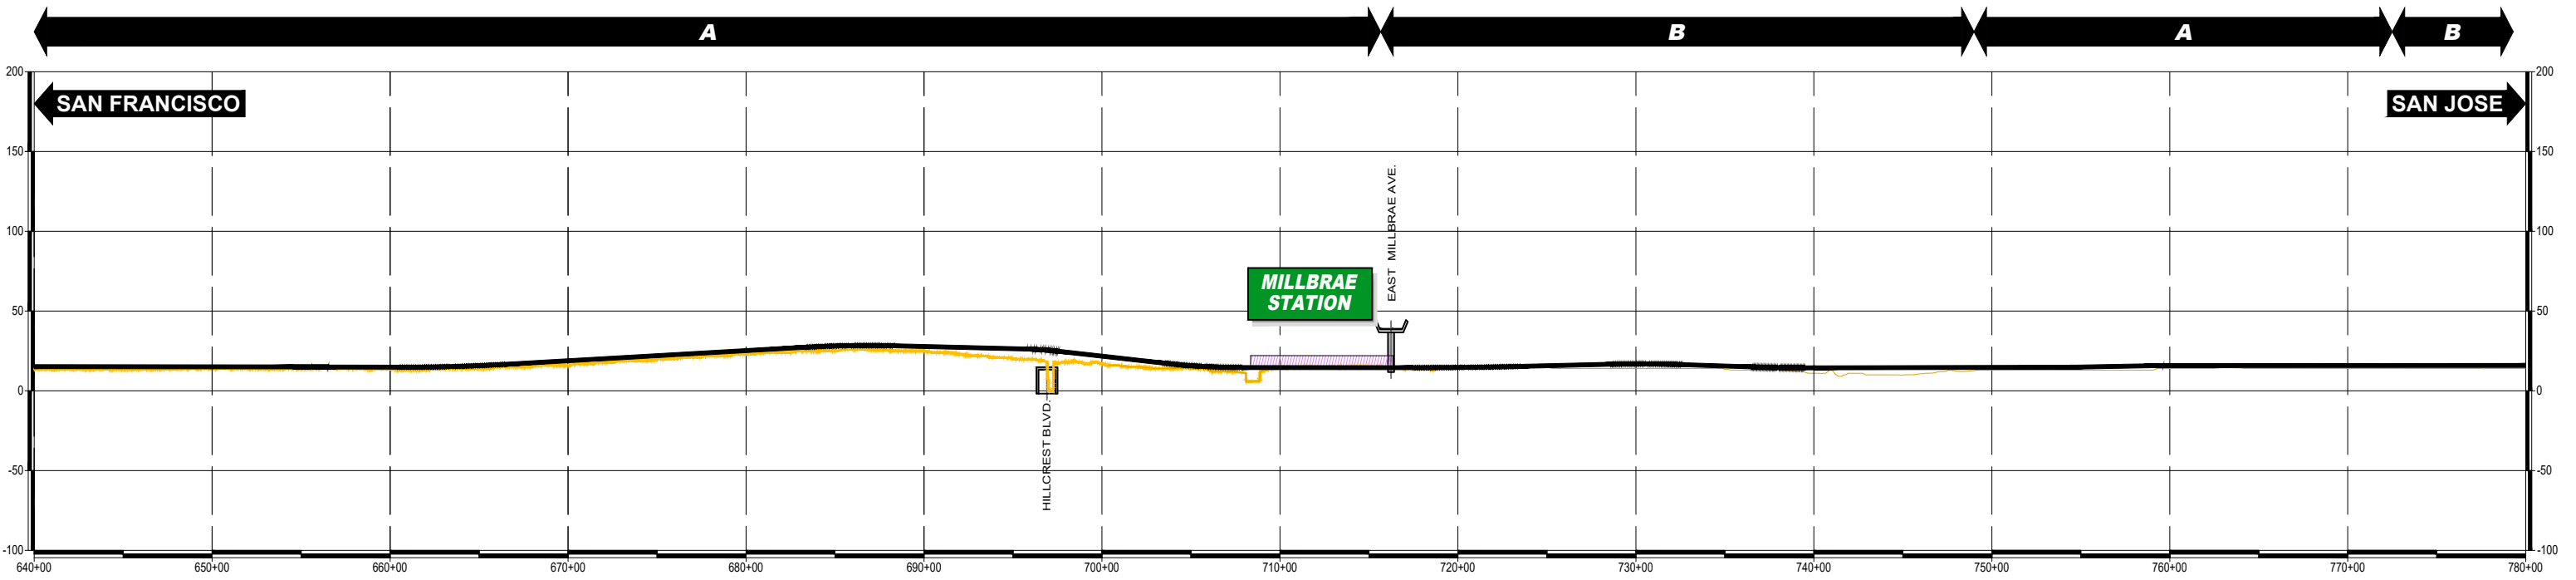 A B A B
200 200
SAN FRANCISCO SAN JOSE
150 150
EAST MILLBRAE AVE.
100 100
MILLBRAE
STATION
50 50
0 0
HILLCREST BLVD.
-50 -50
-100 -100
640+00 650+00 660+00 670+00 680+00 690+00 700+00 710+00 720+00 730+00 740+00 750+00 760+00 770+00 780+00